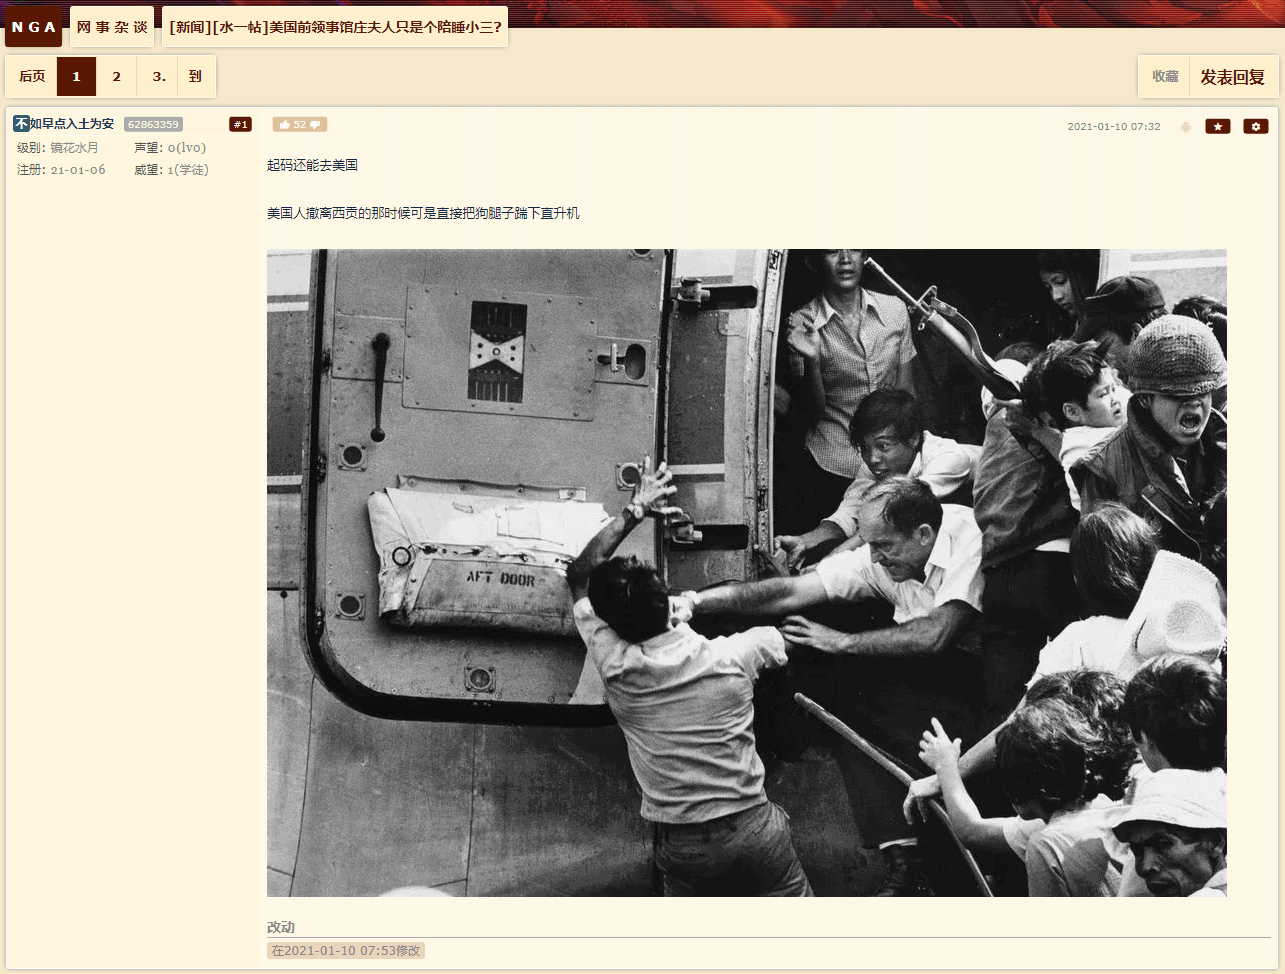 NGA 网事杂谈 [新闻][水一帖]美国前领事馆庄夫人只是个陪睡小三?
后页 1 2 3. 到 收藏 发表回复
不如早点入土为安 62863359 #1 52 2021-01-10 07:32
级别: 镜花水月 声望: 0(lv0)
注册: 21-01-06 威望: 1(学徒)
起码还能去美国
美国人撤离西贡的那时候可是直接把狗腿子踹下直升机
AFT DOOR
改动
在2021-01-10 07:53修改